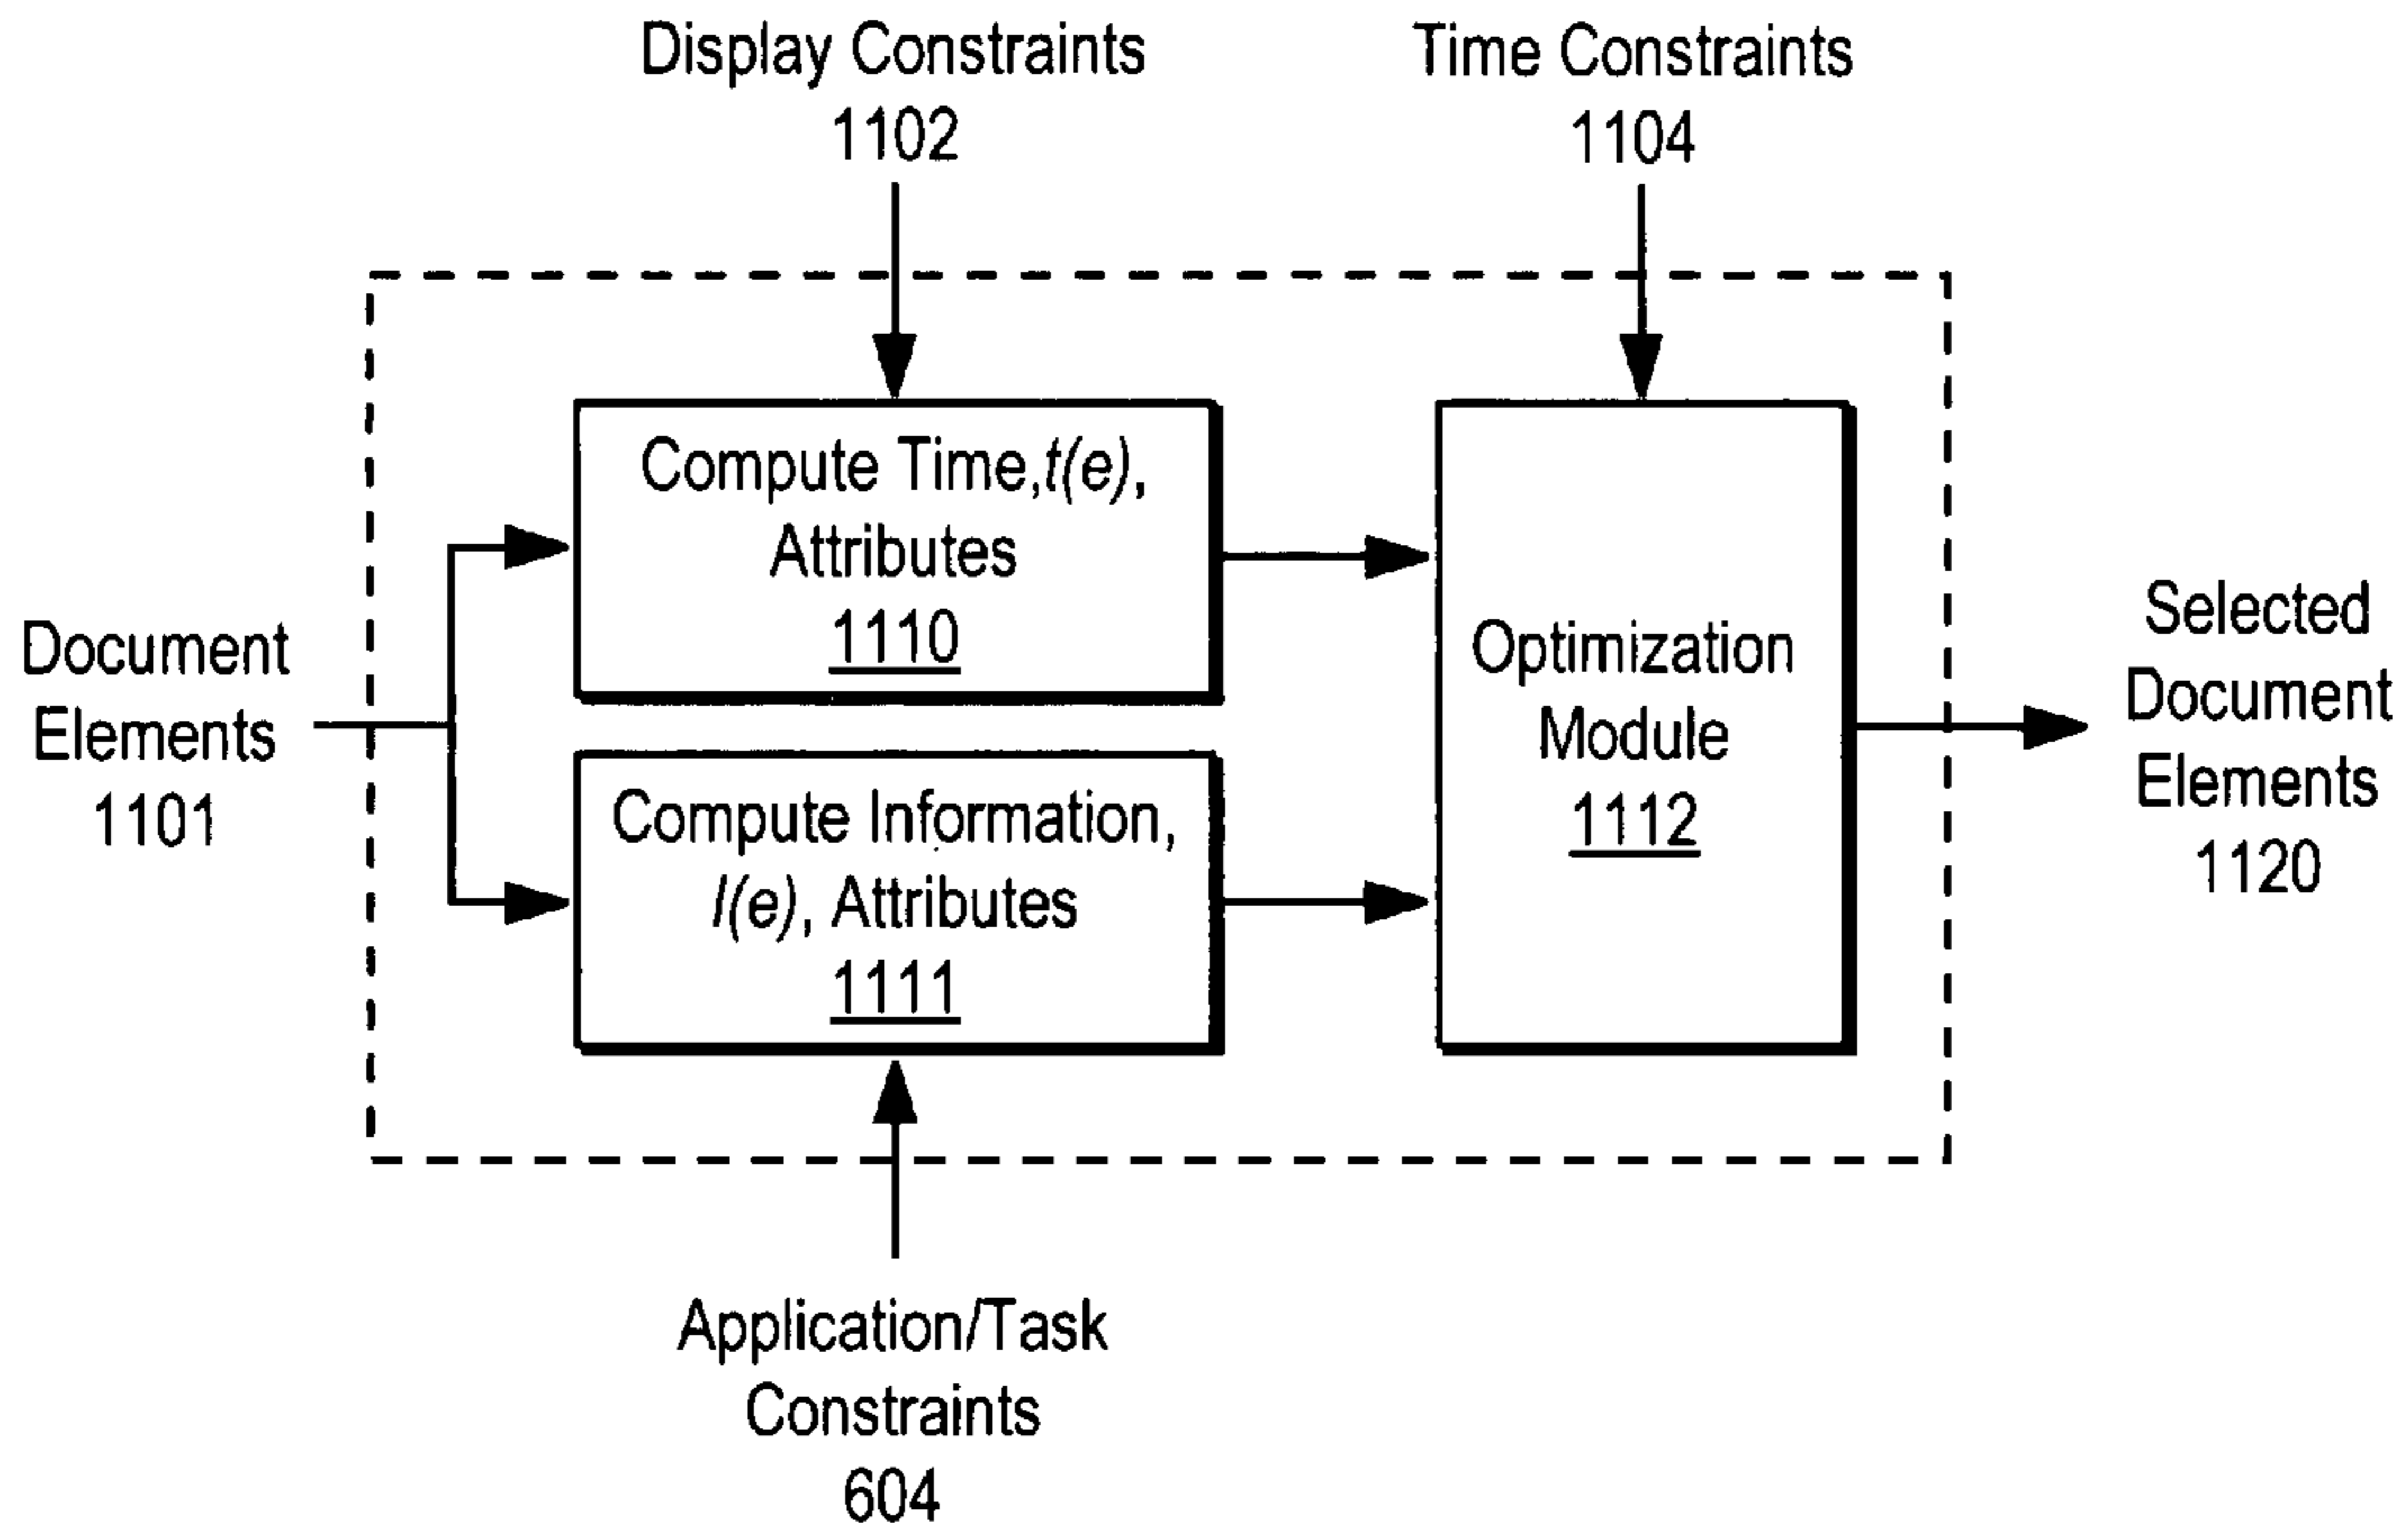 Display Constraints
1102
Time Constraints
1104
Compute Time,t(e),
Attributes
1110
Document
Elements
1101
Compute Information,
I(e), Attributes
1111
Optimization
Module
1112
Selected
Document
Elements
1120
Application/Task
Constraints
604